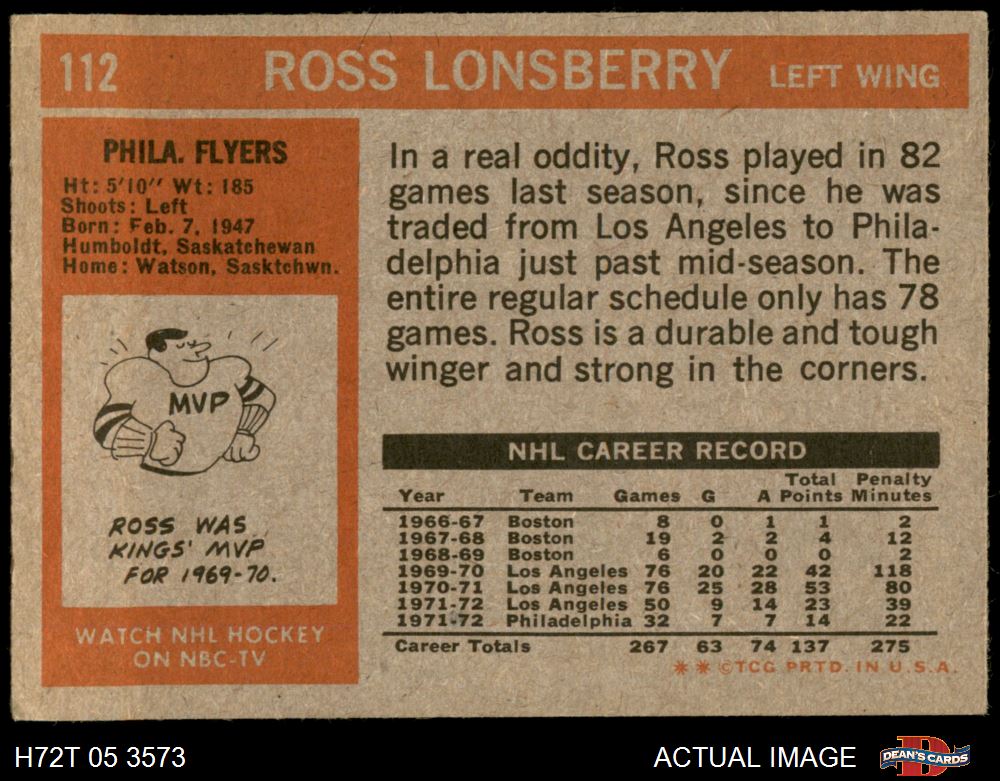 112 ROSS LONSBERRY LEFT WING
PHILA. FLYERS
Ht: 5'10" Wt: 185
Shoots: Left
Born: Feb. 7, 1947
Humboldt, Saskatchewan
Home: Watson, Sasktchwn.
MVP
ROSS WAS
KINGS' MVP
FOR 1969-70.
WATCH NHL HOCKEY
ON NBC-TV
In a real oddity, Ross played in 82
games last season, since he was
traded from Los Angeles to Phila-
delphia just past mid-season. The
entire regular schedule only has 78
games. Ross is a durable and tough
winger and strong in the corners.
NHL CAREER RECORD
Total Penalty
Year Team Games G A Points Minutes
1966-67 Boston 8 0 1 1 2
1967-68 Boston 19 2 2 4 12
1968-69 Boston 6 0 0 0 2
1969-70 Los Angeles 76 20 22 42 118
1970-71 Los Angeles 76 25 28 53 80
1971-72 Los Angeles 50 9 14 23 39
1971-72 Philadelphia 32 7 7 14 22
Career Totals 267 63 74 137 275
** ©TCG PRTD. IN U.S.A.
H72T 05 3573
ACTUAL IMAGE
DEAN'S CARDS